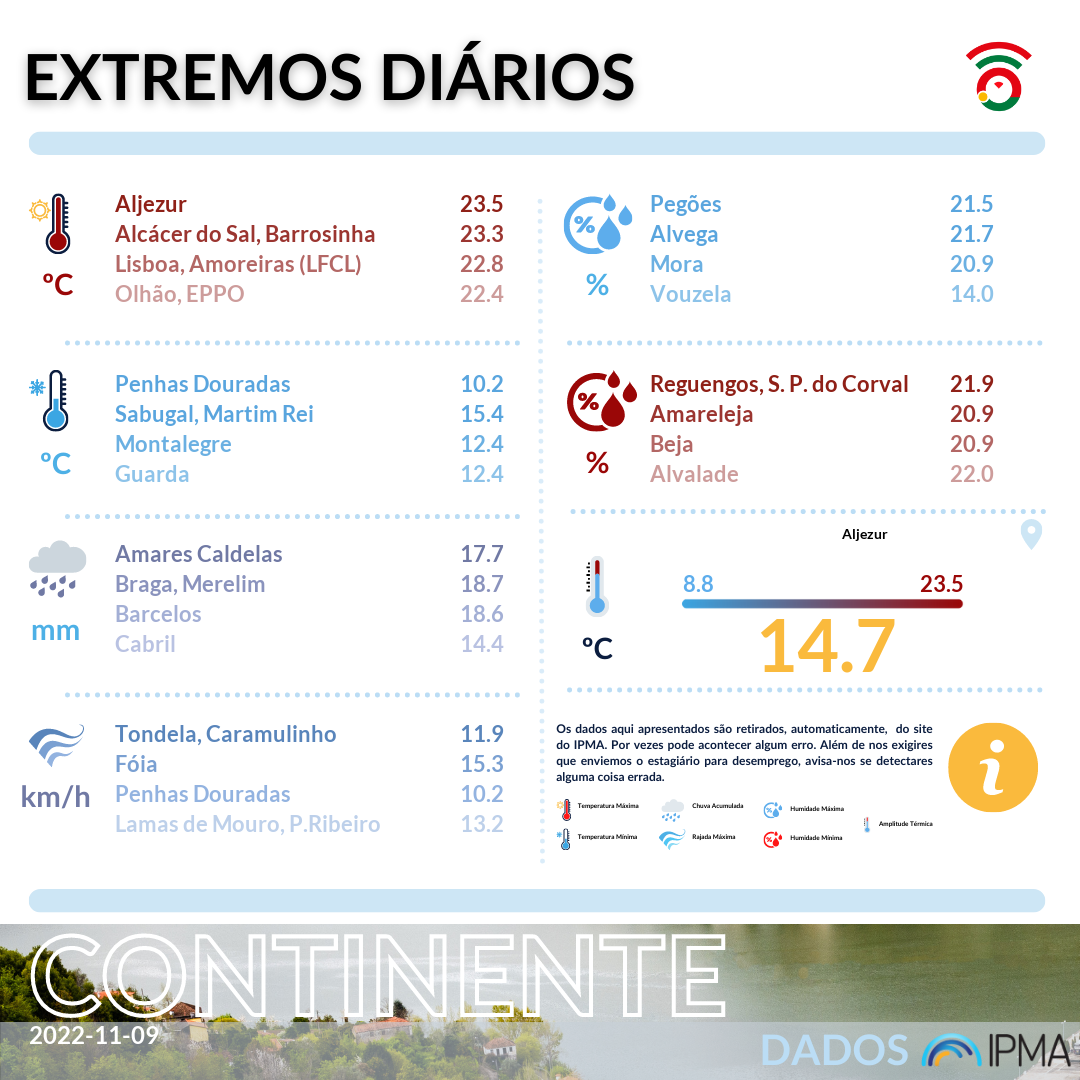 EXTREMOS DIÁRIOS
Aljezur 23.5
Alcácer do Sal, Barrosinha 23.3
Lisboa, Amoreiras (LFCL) 22.8
Olhão, EPPO 22.4
ºC
Penhas Douradas 10.2
Sabugal, Martim Rei 15.4
Montalegre 12.4
Guarda 12.4
ºC
Amares Caldelas 17.7
Braga, Merelim 18.7
Barcelos 18.6
Cabril 14.4
mm
Tondela, Caramulinho 11.9
Fóia 15.3
Penhas Douradas 10.2
Lamas de Mouro, P.Ribeiro 13.2
km/h
%
Pegões 21.5
Alvega 21.7
Mora 20.9
Vouzela 14.0
%
%
Reguengos, S. P. do Corval 21.9
Amareleja 20.9
Beja 20.9
Alvalade 22.0
%
Aljezur
8.8 23.5
14.7
ºC
Os dados aqui apresentados são retirados, automaticamente, do site
do IPMA. Por vezes pode acontecer algum erro. Além de nos exigires
que enviemos o estagiário para desemprego, avisa-nos se detectares
alguma coisa errada.
i
Temperatura Máxima Chuva Acumulada Humidade Máxima
Amplitude Térmica
Temperatura Mínima Rajada Máxima Humidade Mínima
CONTINENTE
2022-11-09
DADOS IPMA